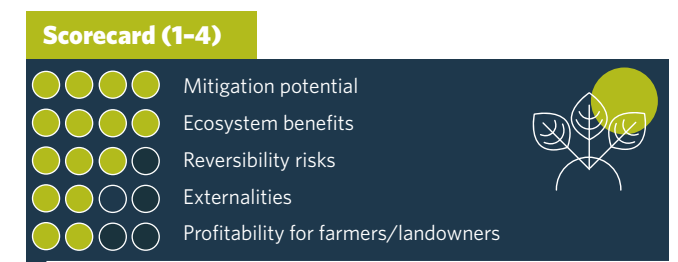 Scorecard (1–4)
Mitigation potential
Ecosystem benefits
Reversibility risks
Externalities
Profitability for farmers/landowners